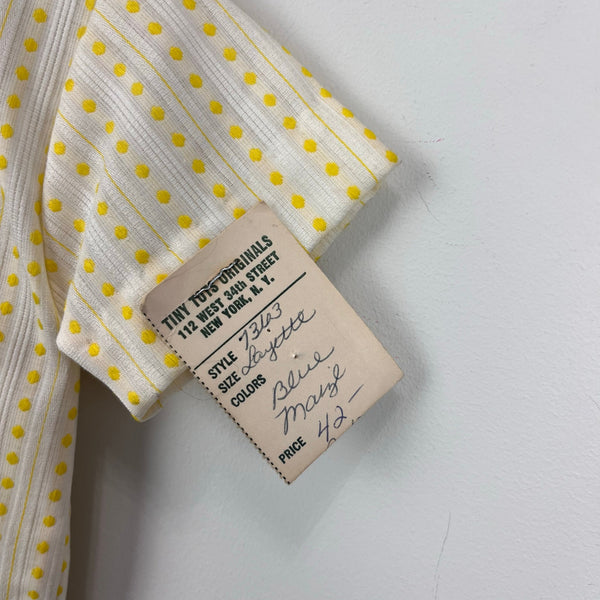 TINY TOTS ORIGINALS
112 WEST 34th STREET
NEW YORK, N. Y.
STYLE 7363
SIZE Layette
COLORS
Blue
Maize
PRICE 42-